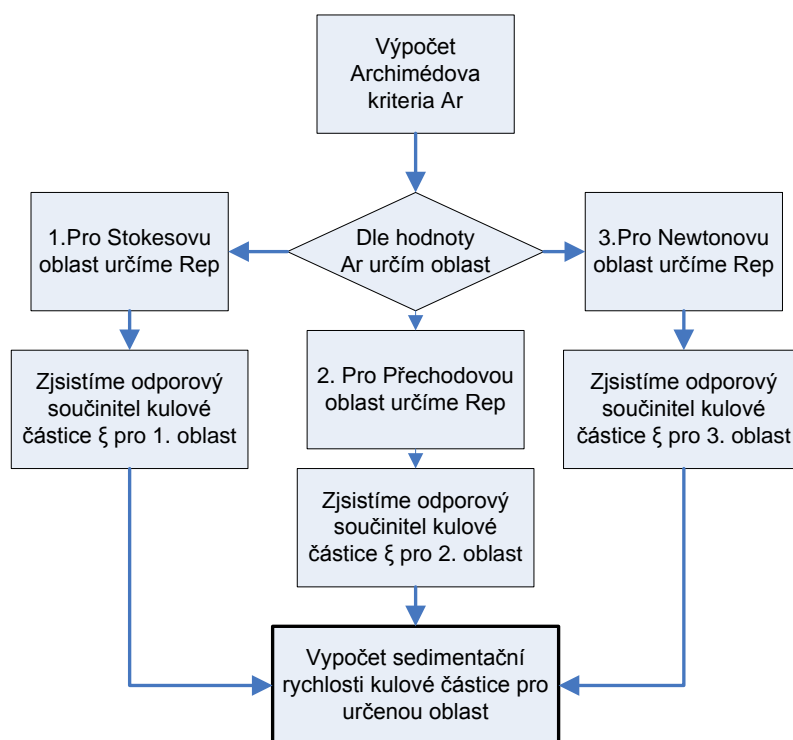 Výpočet
Archimédova
kriteria Ar
1.Pro Stokesovu
oblast určíme Rep
Dle hodnoty
Ar určím oblast
3.Pro Newtonovu
oblast určíme Rep
Zjsistíme odporový
součinitel kulové
částice ξ pro 1. oblast
2. Pro Přechodovou
oblast určíme Rep
Zjsistíme odporový
součinitel kulové
částice ξ pro 3. oblast
Zjsistíme odporový
součinitel kulové
částice ξ pro 2. oblast
Vypočet sedimentační
rychlosti kulové částice pro
určenou oblast